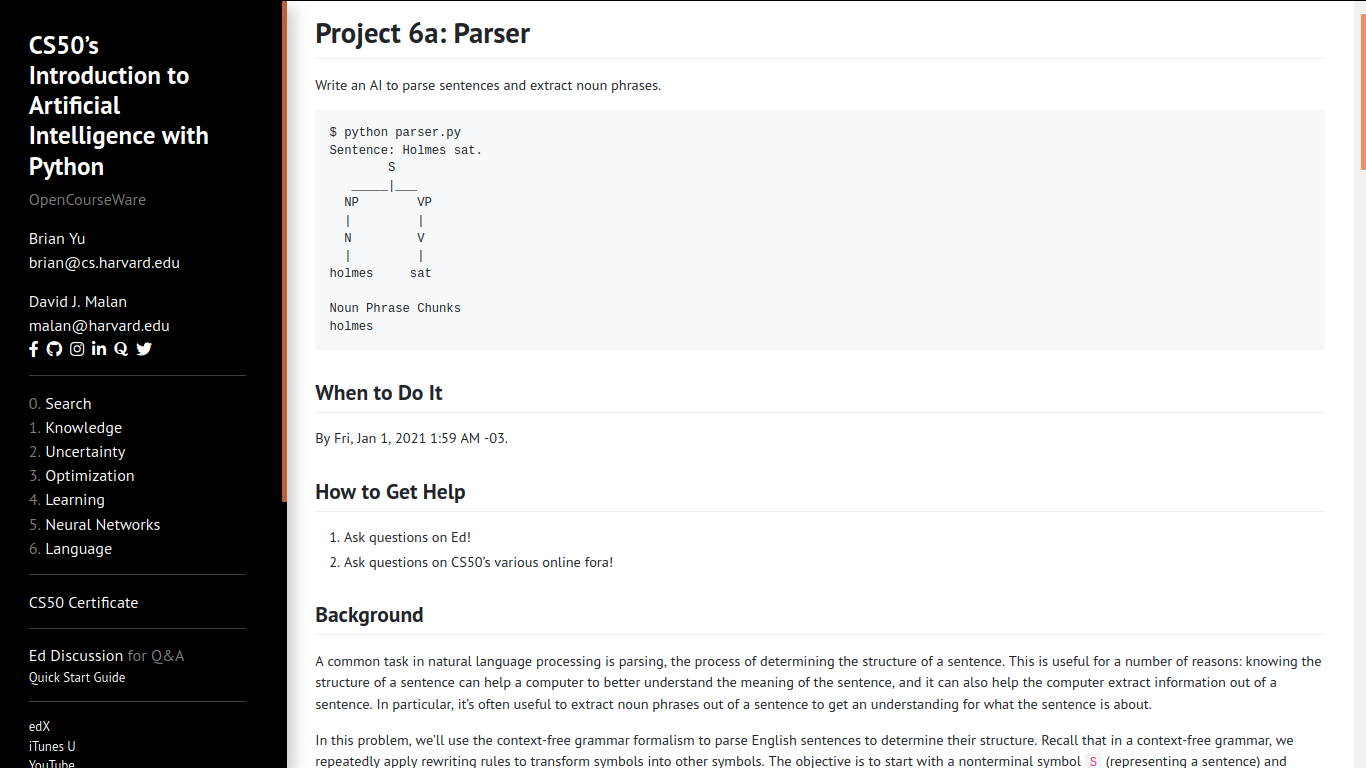 CS50’s
Introduction to
Artificial
Intelligence with
Python
OpenCourseWare
Brian Yu
brian@cs.harvard.edu
David J. Malan
malan@harvard.edu
0. Search
1. Knowledge
2. Uncertainty
3. Optimization
4. Learning
5. Neural Networks
6. Language
CS50 Certificate
Ed Discussion for Q&A
Quick Start Guide
edX
iTunes U
YouTube
Project 6a: Parser
Write an AI to parse sentences and extract noun phrases.
$ python parser.py
Sentence: Holmes sat.
        S
   _____|___
  NP        VP
  |         |
  N         V
  |         |
holmes     sat
Noun Phrase Chunks
holmes
When to Do It
By Fri, Jan 1, 2021 1:59 AM -03.
How to Get Help
1. Ask questions on Ed!
2. Ask questions on CS50’s various online fora!
Background
A common task in natural language processing is parsing, the process of determining the structure of a sentence. This is useful for a number of reasons: knowing the
structure of a sentence can help a computer to better understand the meaning of the sentence, and it can also help the computer extract information out of a
sentence. In particular, it’s often useful to extract noun phrases out of a sentence to get an understanding for what the sentence is about.
In this problem, we’ll use the context-free grammar formalism to parse English sentences to determine their structure. Recall that in a context-free grammar, we
repeatedly apply rewriting rules to transform symbols into other symbols. The objective is to start with a nonterminal symbol S (representing a sentence) and